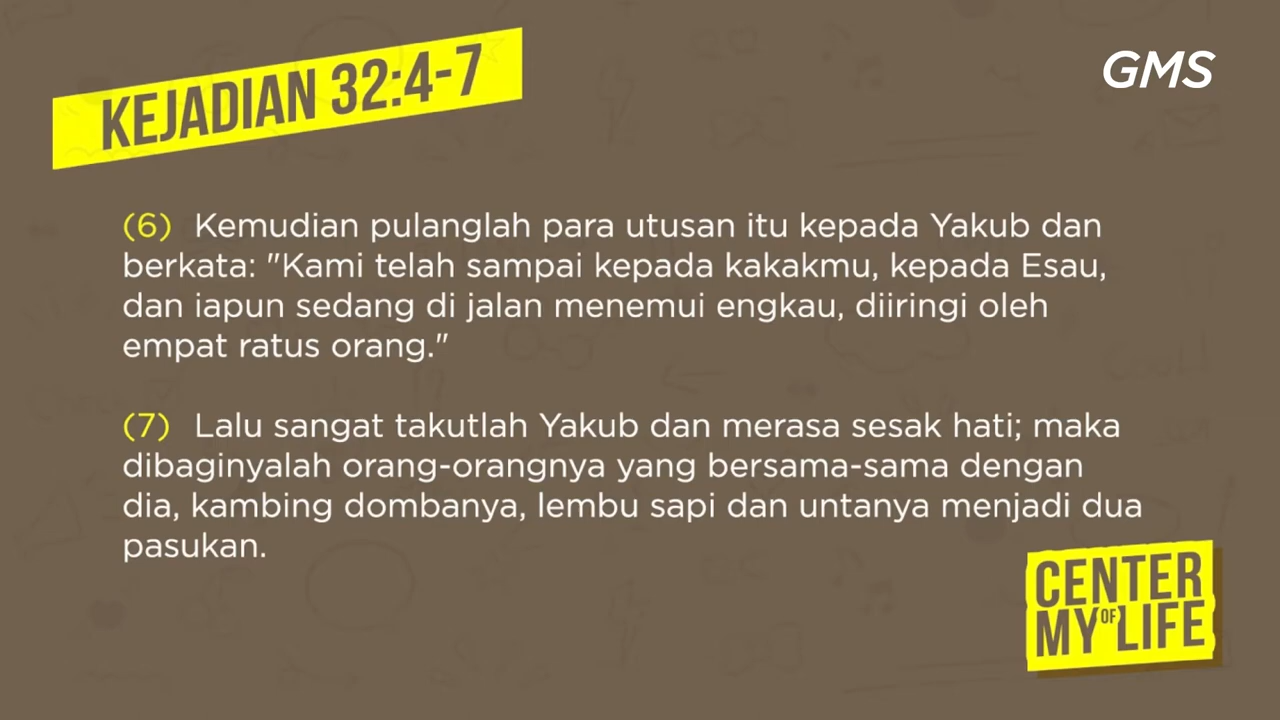 KEJADIAN 32:4-7
GMS
(6) Kemudian pulanglah para utusan itu kepada Yakub dan
berkata: "Kami telah sampai kepada kakakmu, kepada Esau,
dan iapun sedang di jalan menemui engkau, diiringi oleh
empat ratus orang."
(7) Lalu sangat takutlah Yakub dan merasa sesak hati; maka
dibaginyalah orang-orangnya yang bersama-sama dengan
dia, kambing dombanya, lembu sapi dan untanya menjadi dua
pasukan.
CENTER
MY OF LIFE